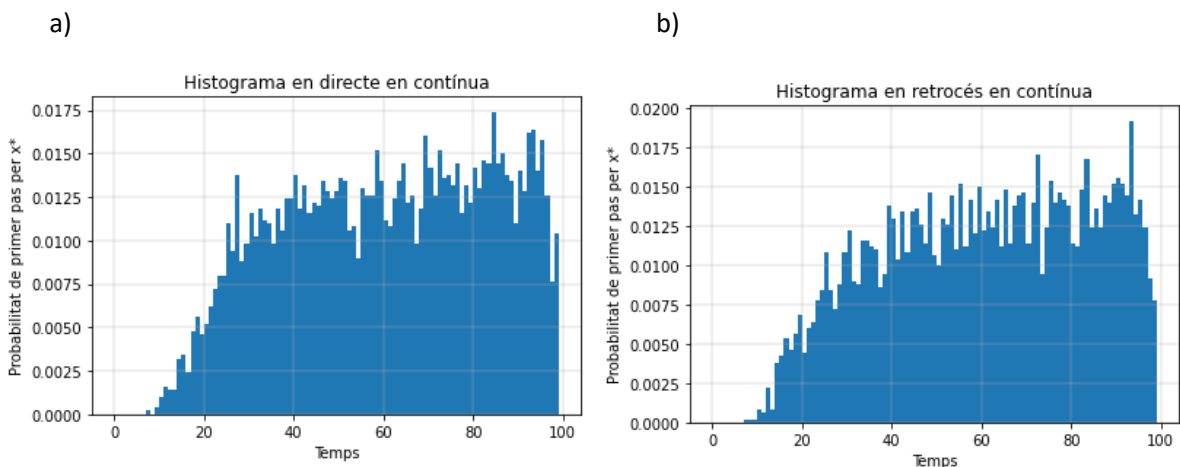 a)
b)
Histograma en directe en contínua
Probabilitat de primer pas per x*
0.0175
0.0150
0.0125
0.0100
0.0075
0.0050
0.0025
0.0000
0 20 40 60 80 100
Temps
Histograma en retrocés en contínua
Probabilitat de primer pas per x*
0.0200
0.0175
0.0150
0.0125
0.0100
0.0075
0.0050
0.0025
0.0000
0 20 40 60 80 100
Temps